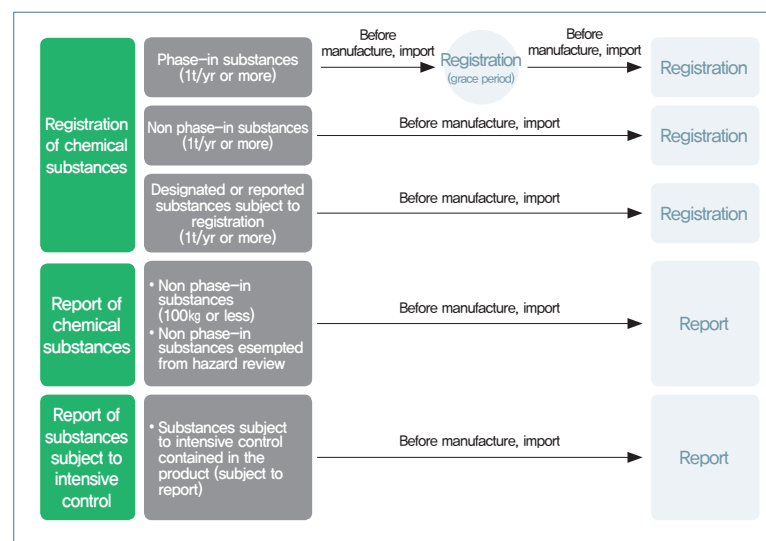 Registration
of chemical
substances
Phase-in substances
(1t/yr or more)
Before
manufacture, import
Registration
(grace period)
Before
manufacture, import
Registration
Non phase-in substances
(1t/yr or more)
Before manufacture, import
Registration
Designated or reported
substances subject to
registration
(1t/yr or more)
Before manufacture, import
Registration
Report of
chemical
substances
• Non phase-in
substances
(100kg or less)
• Non phase-in
substances esempted
from hazard review
Before manufacture, import
Report
Report of
substances
subject to
intensive
control
• Substances subject
to intensive control
contained in the
product (subject to
report)
Before manufacture, import
Report